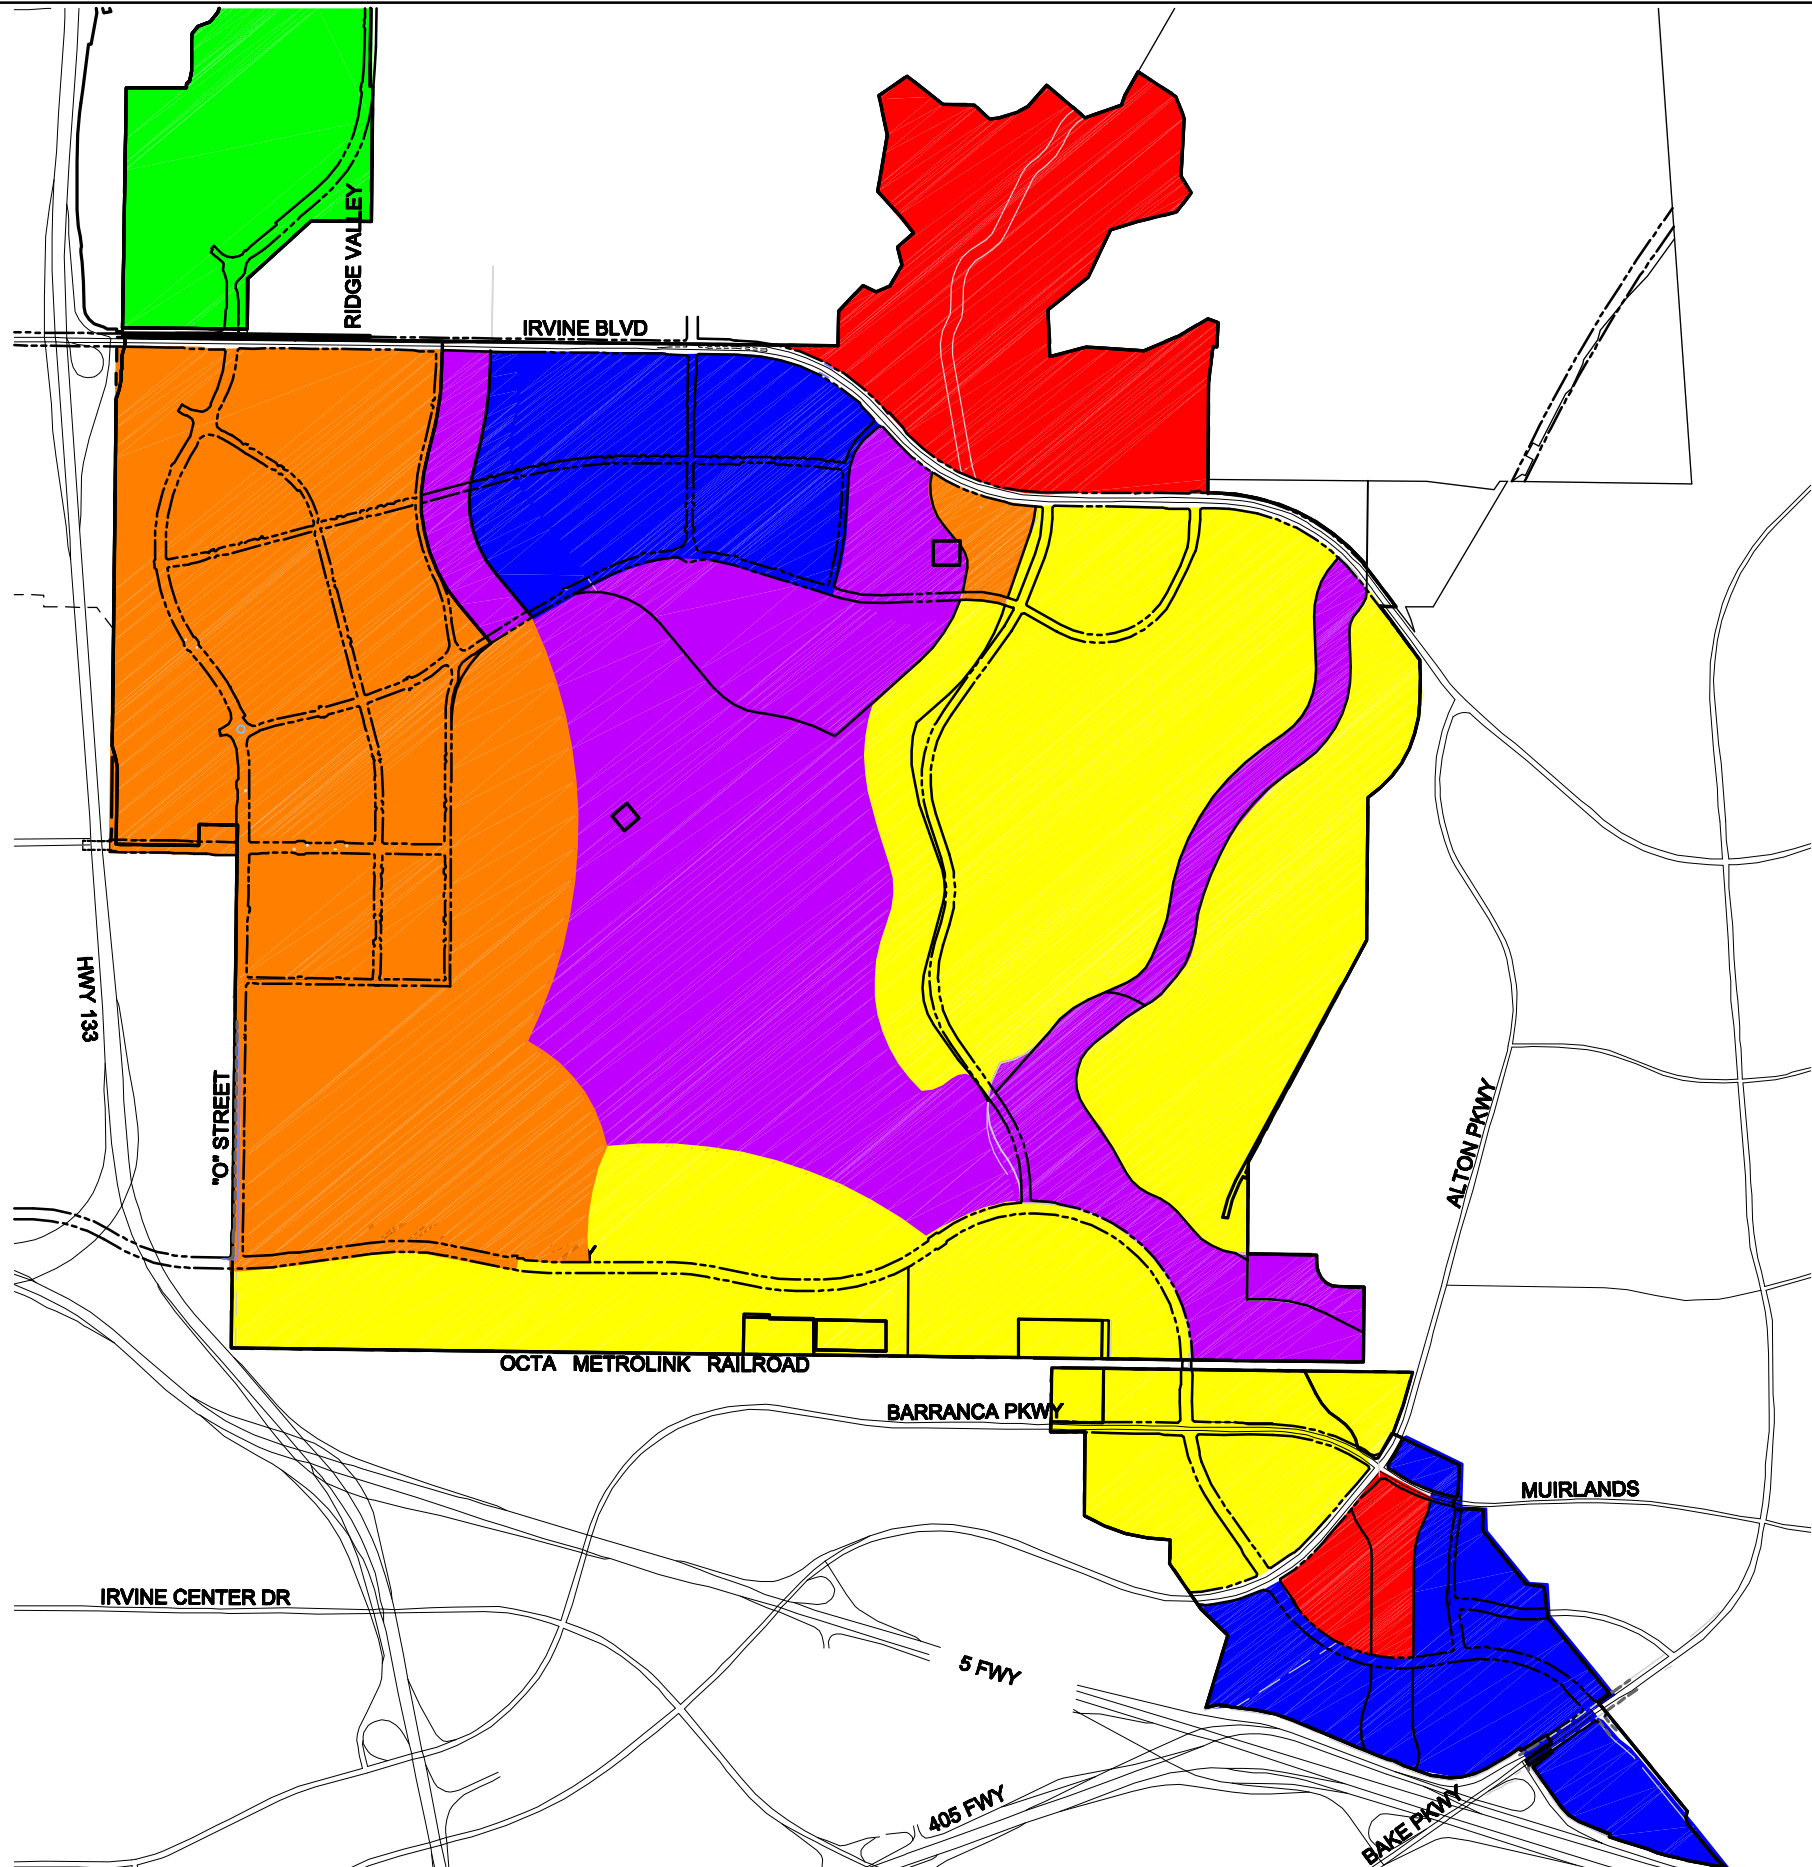 RIDGE VALLEY
IRVINE BLVD
HWY 133
"O" STREET
ALTON PKWY
OCTA METROLINK RAILROAD
BARRANCA PKWY
MUIRLANDS
IRVINE CENTER DR
5 FWY
405 FWY
BAKE PKWY